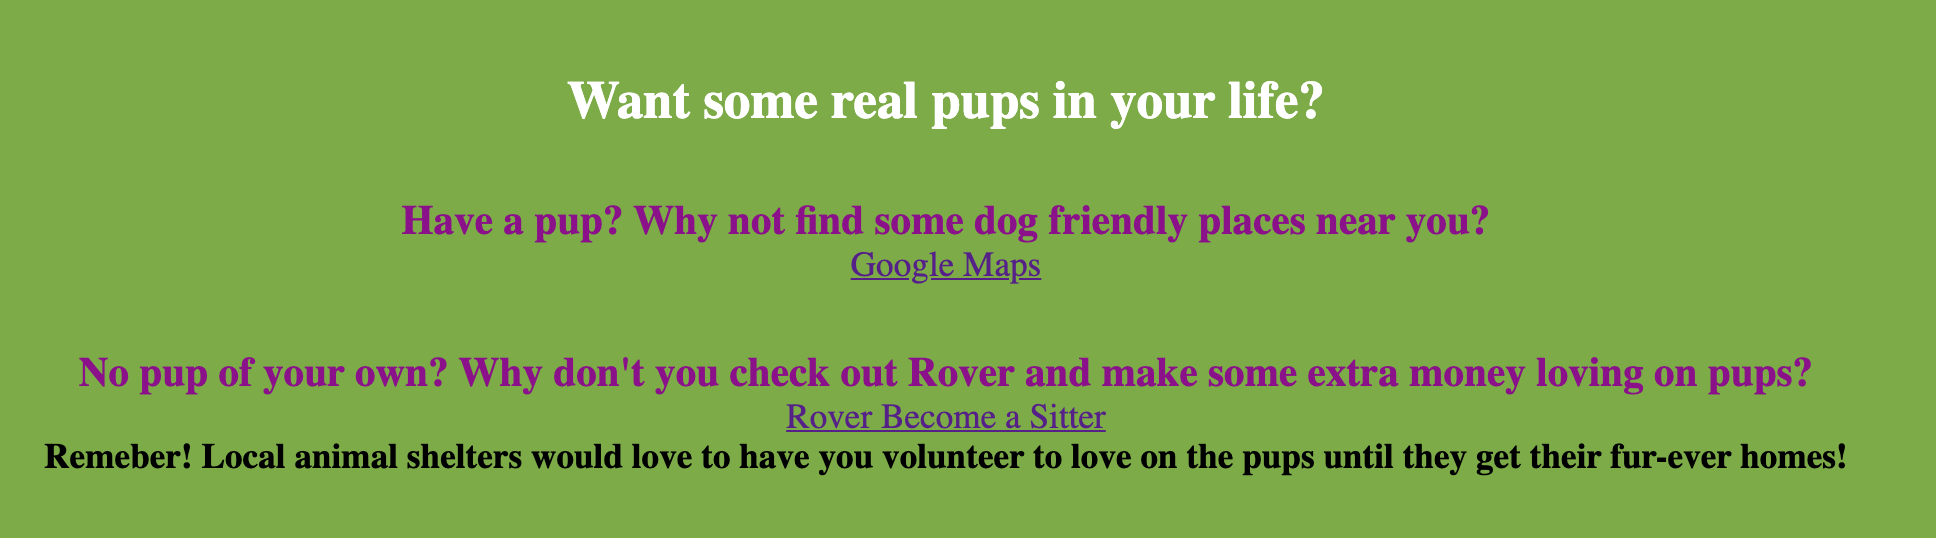 Want some real pups in your life?
Have a pup? Why not find some dog friendly places near you?
Google Maps
No pup of your own? Why don't you check out Rover and make some extra money loving on pups?
Rover Become a Sitter
Remeber! Local animal shelters would love to have you volunteer to love on the pups until they get their fur-ever homes!